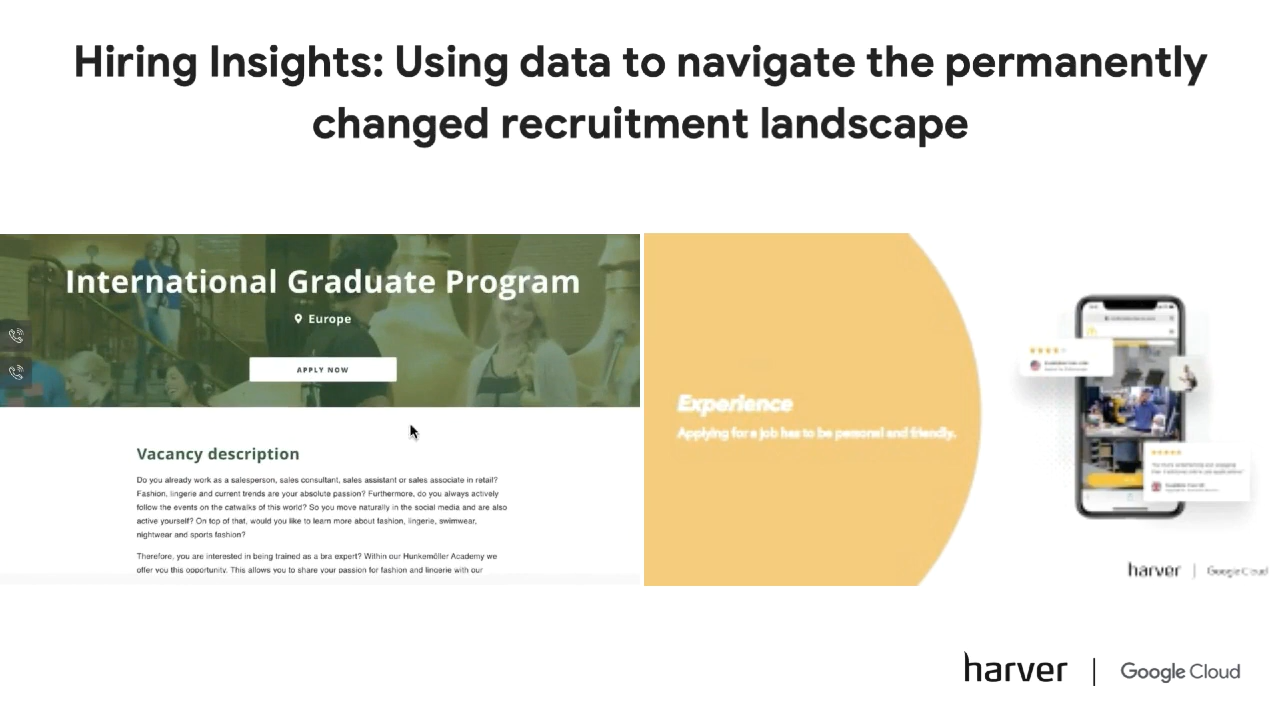 Hiring Insights: Using data to navigate the permanently
changed recruitment landscape
International Graduate Program
Europe
APPLY NOW
Vacancy description
Do you already work as a salesperson, sales consultant, sales assistant or sales associate in retail?
Fashion, lingerie and current trends are your absolute passion? Furthermore, do you always actively
follow the events on the catwalks of this world? So you move naturally in the social media and are also
active yourself? On top of that, would you like to learn more about fashion, lingerie, swimwear,
nightwear and sports fashion?
Therefore, you are interested in being trained as a bra expert? Within our Hunkemöller Academy we
offer you this opportunity. This allows you to share your passion for fashion and lingerie with our
Experience
Applying for a job has to be personal and friendly.
harver | Google Cloud
harver | Google Cloud